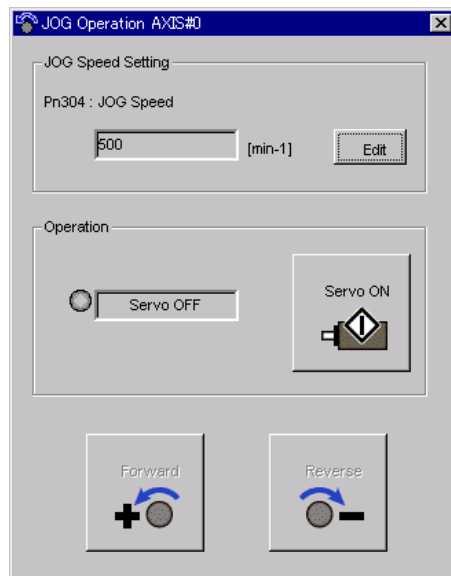 JOG Operation AXIS#0
JOG Speed Setting
Pn304 : JOG Speed
500 [min-1] Edit
Operation
Servo OFF
Servo ON
Forward
Reverse